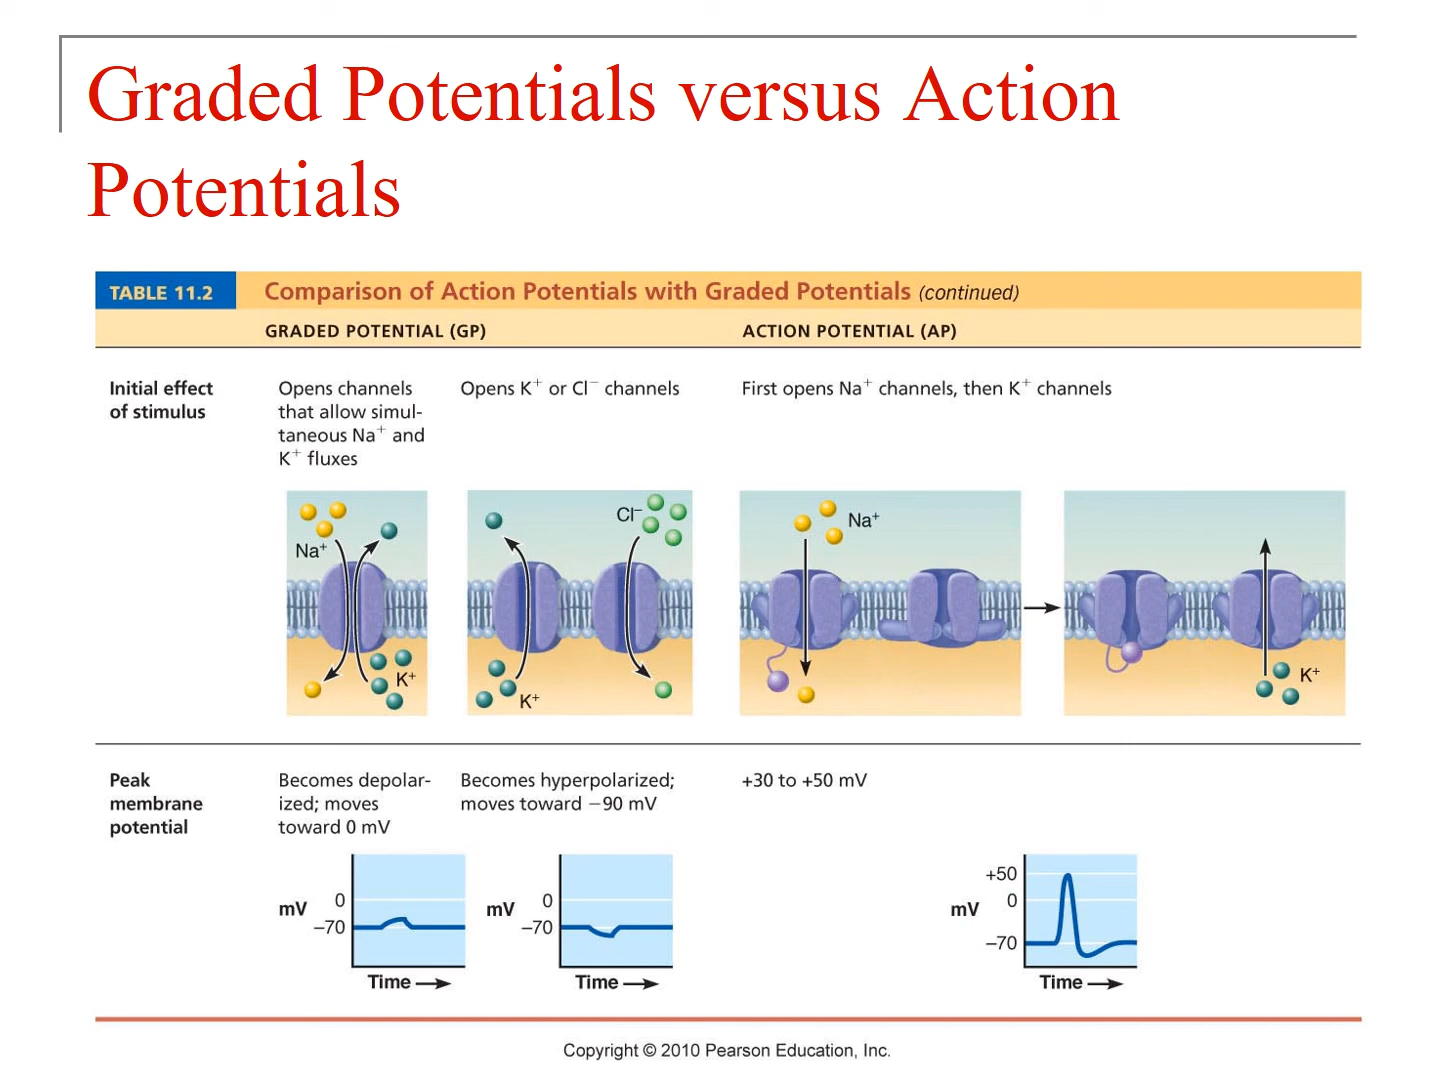 Graded Potentials versus Action
Potentials
TABLE 11.2 Comparison of Action Potentials with Graded Potentials (continued)
GRADED POTENTIAL (GP) ACTION POTENTIAL (AP)
Initial effect
of stimulus
Opens channels
that allow simul-
taneous Na⁺ and
K⁺ fluxes
Opens K⁺ or Cl⁻ channels
First opens Na⁺ channels, then K⁺ channels
Na⁺
K⁺
Cl⁻
K⁺
Na⁺
K⁺
Peak
membrane
potential
Becomes depolar-
ized; moves
toward 0 mV
Becomes hyperpolarized;
moves toward −90 mV
+30 to +50 mV
mV
0
–70
Time
mV
0
–70
Time
mV
+50
0
–70
Time
Copyright © 2010 Pearson Education, Inc.